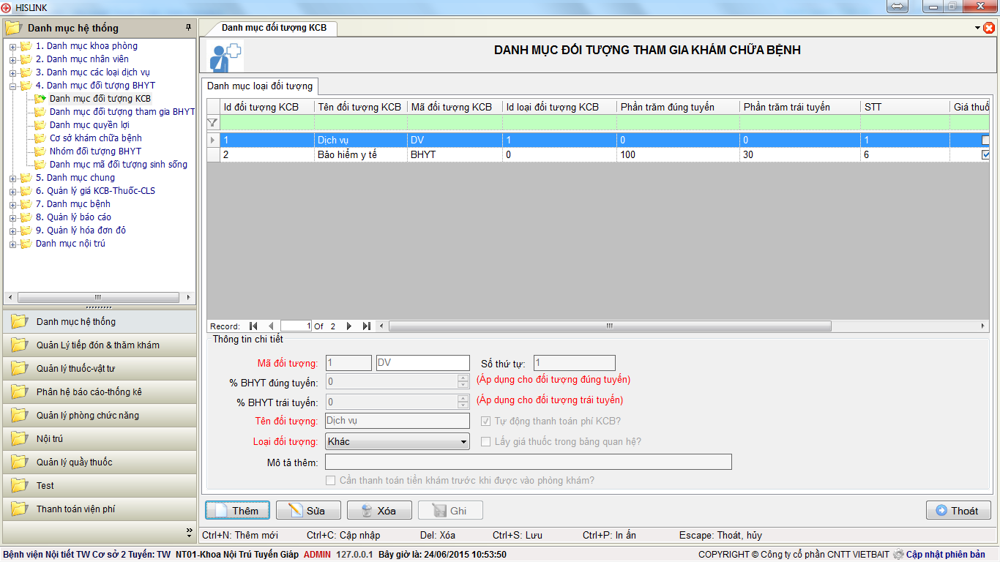 HISLINK
Danh mục hệ thống
1. Danh mục khoa phòng
2. Danh mục nhân viên
3. Danh mục các loại dịch vụ
4. Danh mục đối tượng BHYT
Danh mục đối tượng KCB
Danh mục đối tượng tham gia BHYT
Danh mục quyền lợi
Cơ sở khám chữa bệnh
Nhóm đối tượng BHYT
Danh mục mã đối tượng sinh sống
5. Danh mục chung
6. Quản lý giá KCB-Thuốc-CLS
7. Danh mục bệnh
8. Quản lý báo cáo
9. Quản lý hóa đơn đỏ
Danh mục nội trú
Danh mục hệ thống
Quản Lý tiếp đón & thăm khám
Quản lý thuốc-vật tư
Phân hệ báo cáo-thống kê
Quản lý phòng chức năng
Nội trú
Quản lý quầy thuốc
Test
Thanh toán viện phí
Danh mục đối tượng KCB
DANH MỤC ĐỐI TƯỢNG THAM GIA KHÁM CHỮA BỆNH
Danh mục loại đối tượng
Id đối tượng KCB Tên đối tượng KCB Mã đối tượng KCB Id loại đối tượng KCB Phần trăm đúng tuyến Phần trăm trái tuyến STT Giá thuố
1 Dịch vụ DV 1 0 0 1
2 Bảo hiểm y tế BHYT 0 100 30 6
Record: 1 Of 2
Thông tin chi tiết
Mã đối tượng: 1 DV Số thứ tự: 1
% BHYT đúng tuyến: 0 (Áp dụng cho đối tượng đúng tuyến)
% BHYT trái tuyến: 0 (Áp dụng cho đối tượng trái tuyến)
Tên đối tượng: Dịch vụ Tự động thanh toán phí KCB?
Loại đối tượng: Khác Lấy giá thuốc trong bảng quan hệ?
Mô tả thêm:
Cần thanh toán tiền khám trước khi được vào phòng khám?
Thêm Sửa Xóa Ghi Thoát
Ctrl+N: Thêm mới Ctrl+C: Cập nhập Del: Xóa Ctrl+S: Lưu Ctrl+P: In ấn Escape: Thoát, hủy
Bệnh viện Nội tiết TW Cơ sở 2 Tuyến: TW NT01-Khoa Nội Trú Tuyến Giáp ADMIN 127.0.0.1 Bây giờ là: 24/06/2015 10:53:50 COPYRIGHT © Công ty cổ phần CNTT VIETBAIT Cập nhật phiên bản